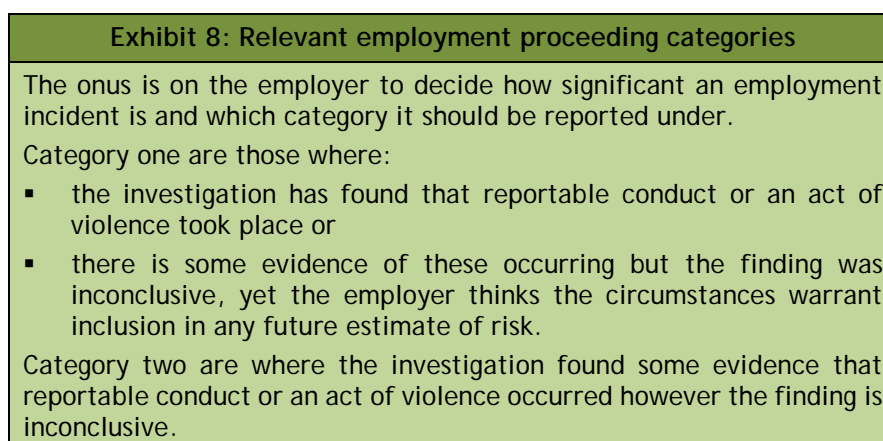 Exhibit 8: Relevant employment proceeding categories
The onus is on the employer to decide how significant an employment
incident is and which category it should be reported under.
Category one are those where:
▪ the investigation has found that reportable conduct or an act of
violence took place or
▪ there is some evidence of these occurring but the finding was
inconclusive, yet the employer thinks the circumstances warrant
inclusion in any future estimate of risk.
Category two are where the investigation found some evidence that
reportable conduct or an act of violence occurred however the finding is
inconclusive.